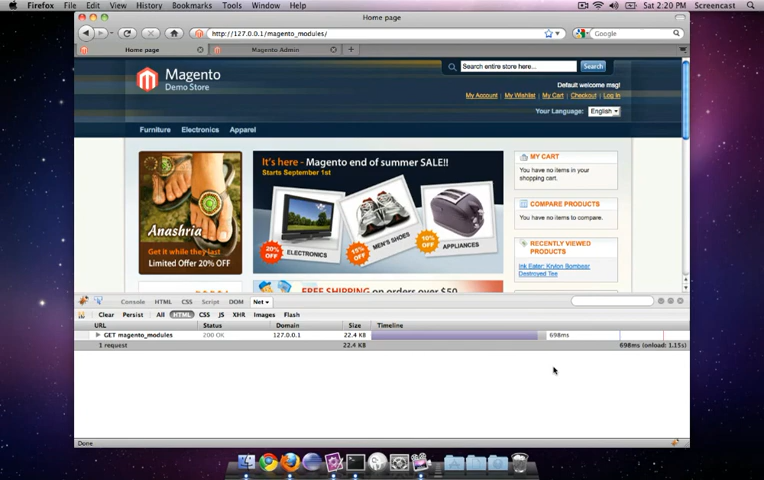 Firefox File Edit View History Bookmarks Tools Window Help Sat 2:20 PM Screencast
Home page
http://127.0.0.1/magento_modules/
Google
Home page Magento Admin
Magento
Demo Store
Search entire store here... Search
Default welcome msg!
My Account My Wishlist My Cart Checkout Log In
Your Language: English
Furniture Electronics Apparel
Anashria
Get it while they last
Limited Offer 20% OFF
It's here - Magento end of summer SALE!!
Starts September 1st
20% OFF ELECTRONICS
15% OFF MEN'S SHOES
10% OFF APPLIANCES
MY CART
You have no items in your
shopping cart.
COMPARE PRODUCTS
You have no items to compare.
RECENTLY VIEWED
PRODUCTS
Ink Eater: Krylon Bombear
Destroyed Tee
FREE SHIPPING on orders over $50
Console HTML CSS Script DOM Net
Clear Persist All HTML CSS JS XHR Images Flash
URL Status Domain Size Timeline
GET magento_modules 200 OK 127.0.0.1 22.4 KB 698ms
1 request 22.4 KB 698ms (onload: 1.15s)
Done